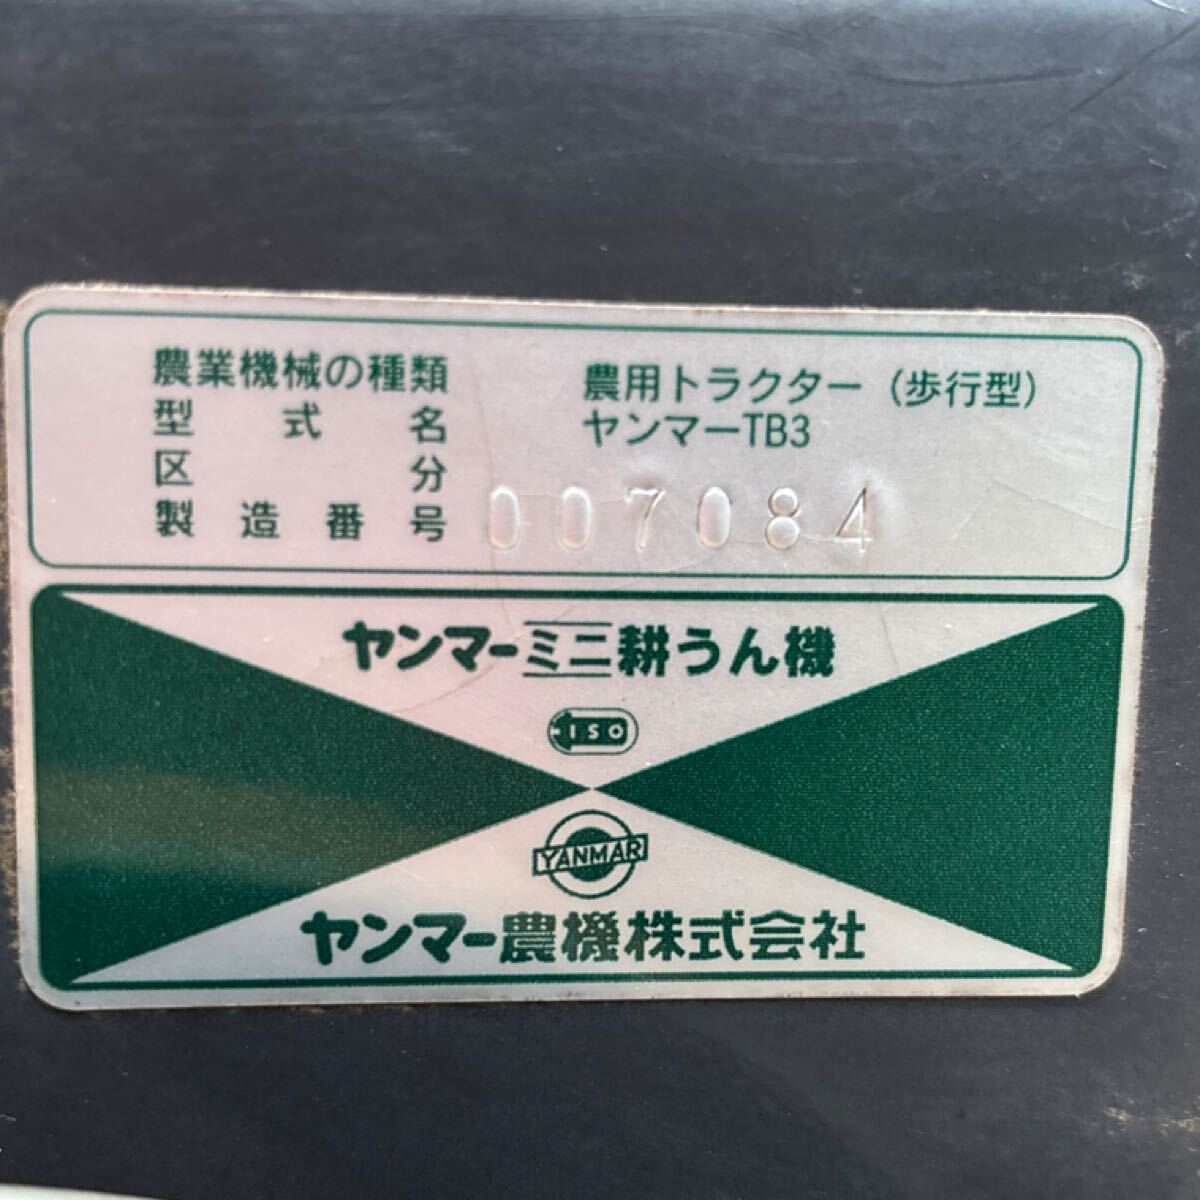 農業機械の種類 農用トラクター（歩行型）
型式名 ヤンマーTB3
区分
製造番号 007084
ヤンマーミニ耕うん機
ISO
YANMAR
ヤンマー農機株式会社